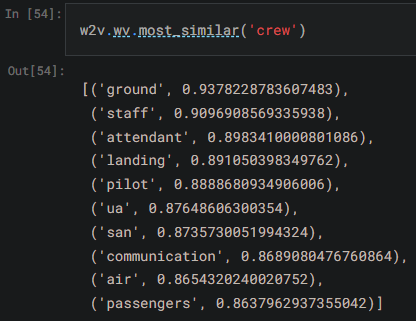 In [54]:
w2v.wv.most_similar('crew')
Out[54]:
[('ground', 0.9378228783607483),
('staff', 0.9096908569335938),
('attendant', 0.8983410000801086),
('landing', 0.891050398349762),
('pilot', 0.8888680934906006),
('ua', 0.87648606300354),
('san', 0.8735730051994324),
('communication', 0.8689080476760864),
('air', 0.8654320240020752),
('passengers', 0.8637962937355042)]